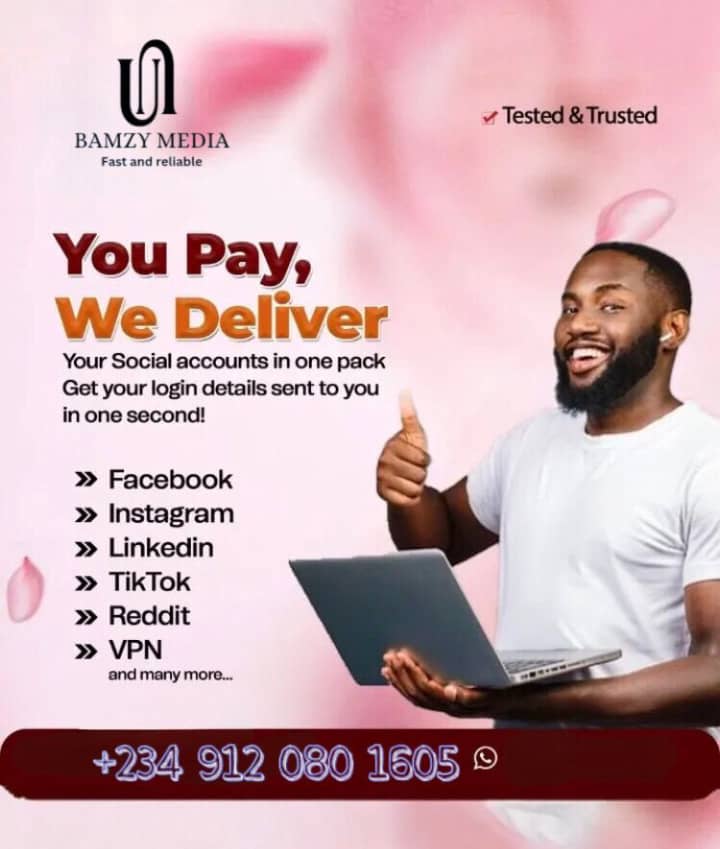 BAMZY MEDIA
Fast and reliable
Tested & Trusted
You Pay,
We Deliver
Your Social accounts in one pack
Get your login details sent to you
in one second!
Facebook
Instagram
Linkedin
TikTok
Reddit
VPN
and many more...
+234 912 080 1605